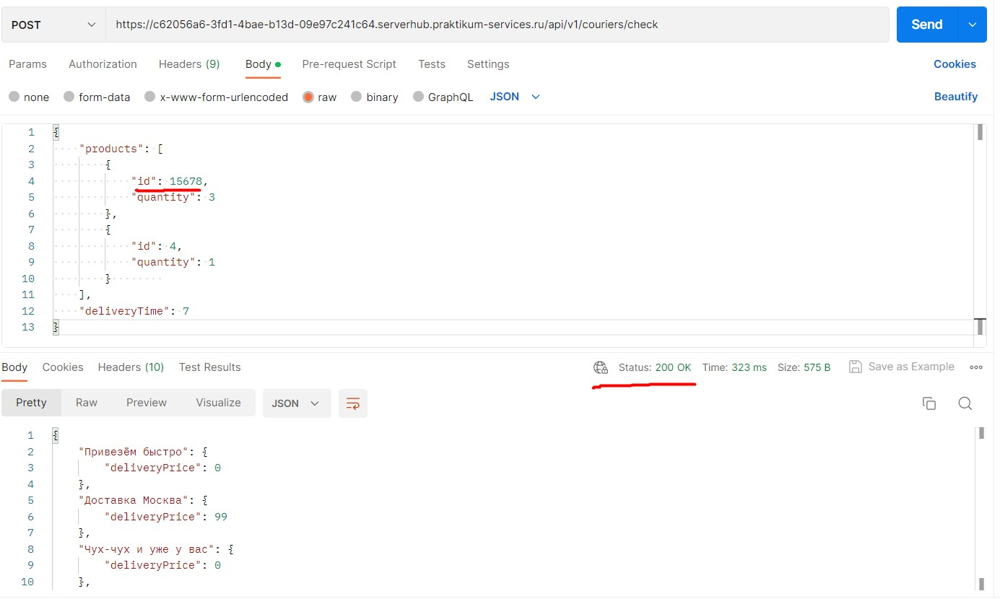 POST https://c62056a6-3fd1-4bae-b13d-09e97c241c64.serverhub.praktikum-services.ru/api/v1/couriers/check Send
Params Authorization Headers (9) Body Pre-request Script Tests Settings Cookies
none form-data x-www-form-urlencoded raw binary GraphQL JSON Beautify
1 {
2 "products": [
3 {
4 "id": 15678,
5 "quantity": 3
6 },
7 {
8 "id": 4,
9 "quantity": 1
10 }
11 ],
12 "deliveryTime": 7
13 }
Body Cookies Headers (10) Test Results Status: 200 OK Time: 323 ms Size: 575 B Save as Example
Pretty Raw Preview Visualize JSON
1 {
2 "Привезём быстро": {
3 "deliveryPrice": 0
4 },
5 "Доставка Москва": {
6 "deliveryPrice": 99
7 },
8 "Чух-чух и уже у вас": {
9 "deliveryPrice": 0
10 },